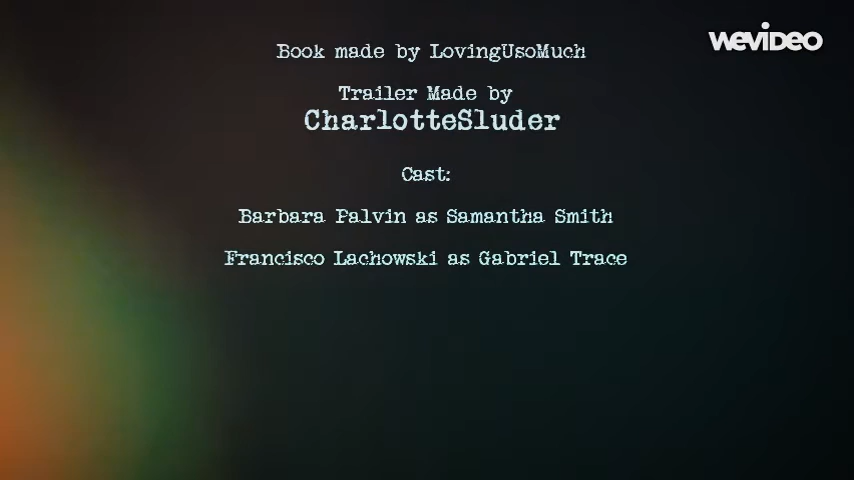 wevideo
Book made by LovingUsoMuch
Trailer Made by
CharlotteSluder
Cast:
Barbara Palvin as Samantha Smith
Francisco Lachowski as Gabriel Trace